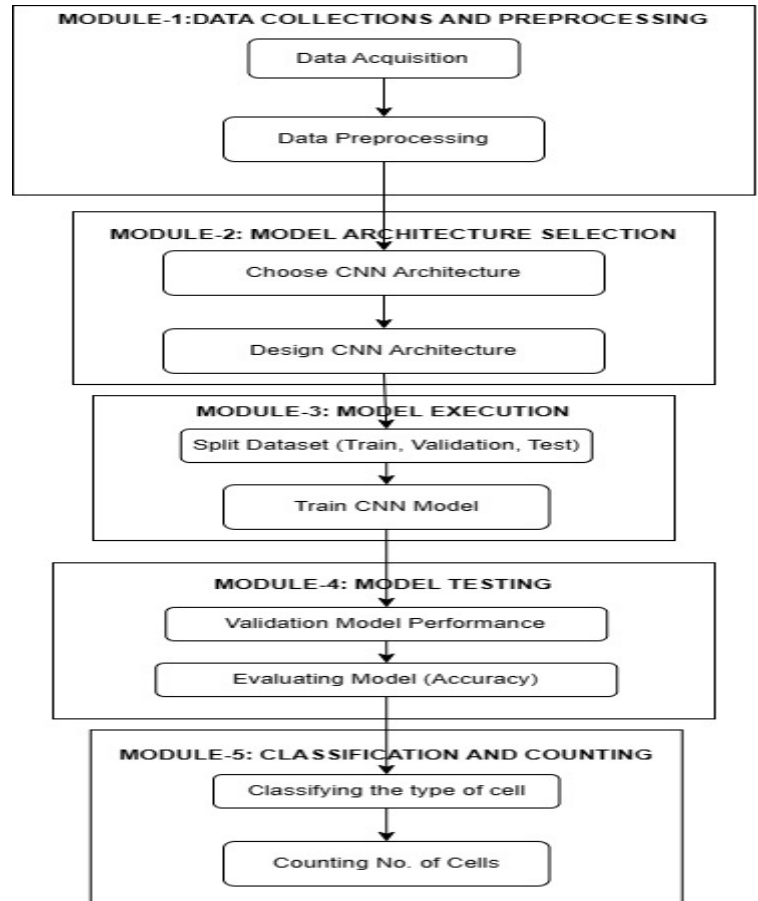 MODULE-1:DATA COLLECTIONS AND PREPROCESSING
Data Acquisition
Data Preprocessing
MODULE-2: MODEL ARCHITECTURE SELECTION
Choose CNN Architecture
Design CNN Architecture
MODULE-3: MODEL EXECUTION
Split Dataset (Train, Validation, Test)
Train CNN Model
MODULE-4: MODEL TESTING
Validation Model Performance
Evaluating Model (Accuracy)
MODULE-5: CLASSIFICATION AND COUNTING
Classifying the type of cell
Counting No. of Cells